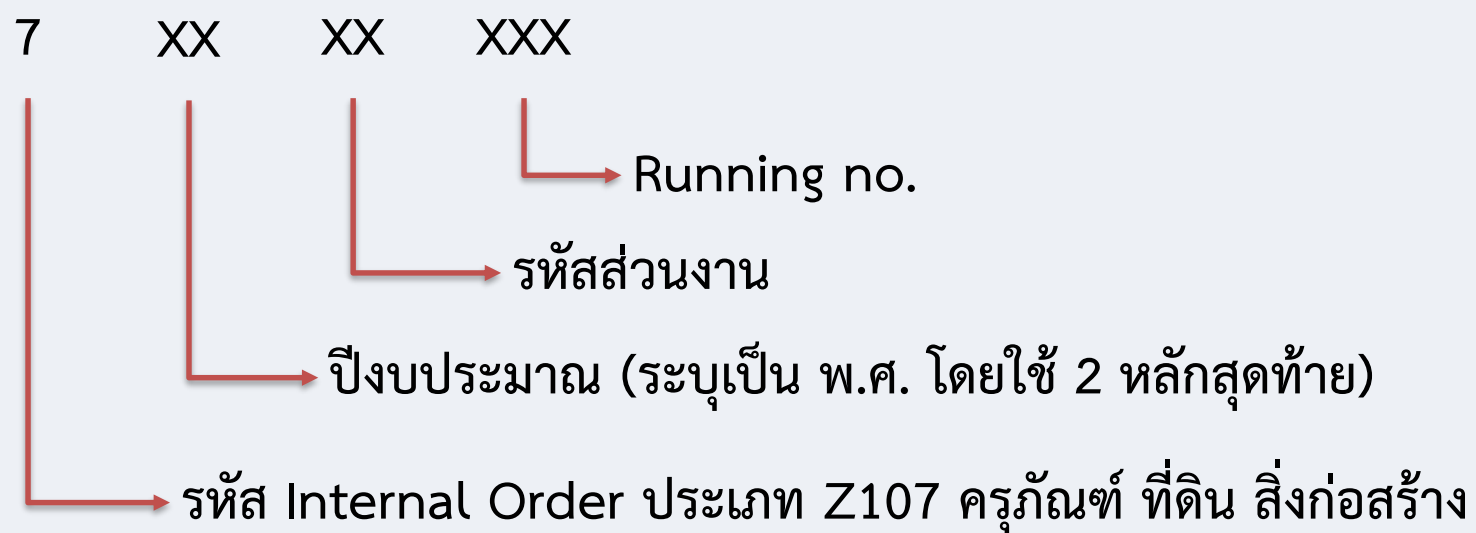 7 XX XX XXX
Running no.
รหัสส่วนงาน
ปีงบประมาณ (ระบุเป็น พ.ศ. โดยใช้ 2 หลักสุดท้าย)
รหัส Internal Order ประเภท Z107 ครุภัณฑ์ ที่ดิน สิ่งก่อสร้าง